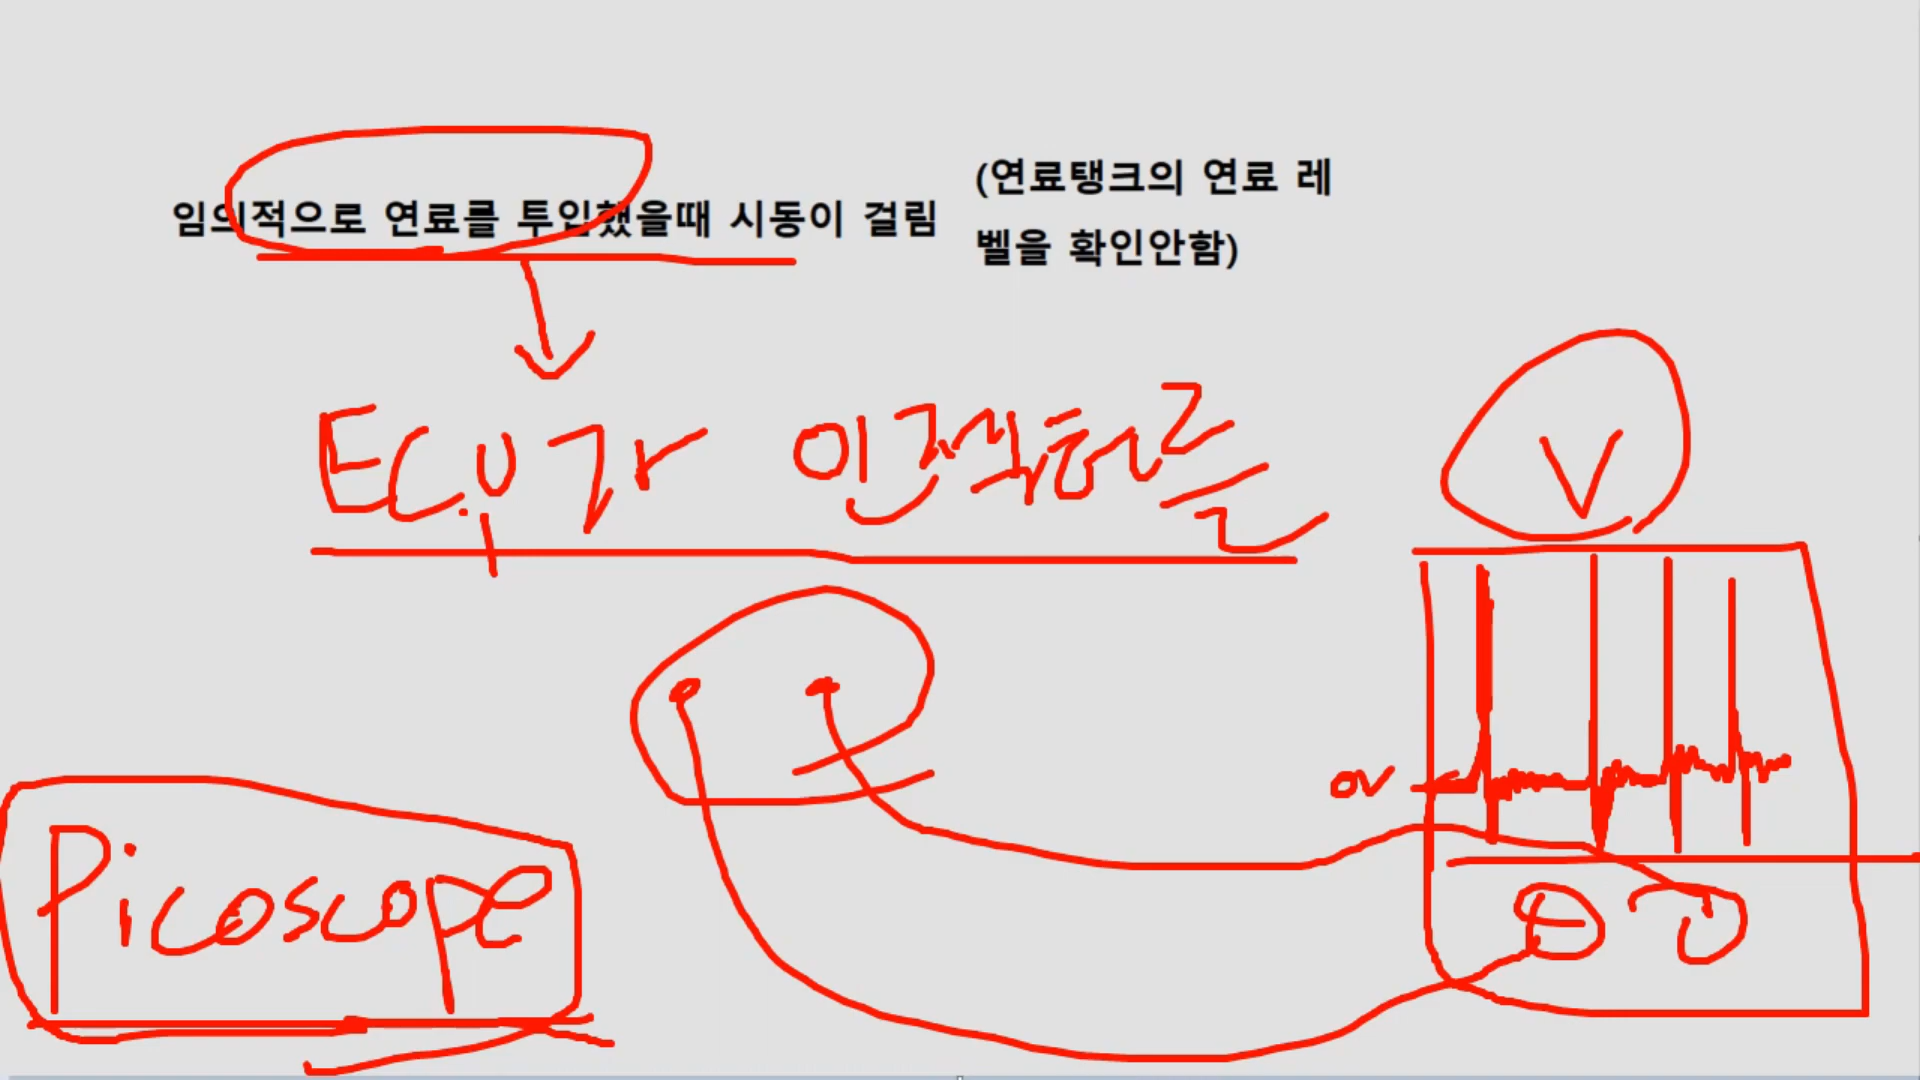 임의적으로 연료를 투입했을때 시동이 걸림
(연료탱크의 연료 레
벨을 확인안함)
ECU가 인젝터를
V
0V
Picoscope